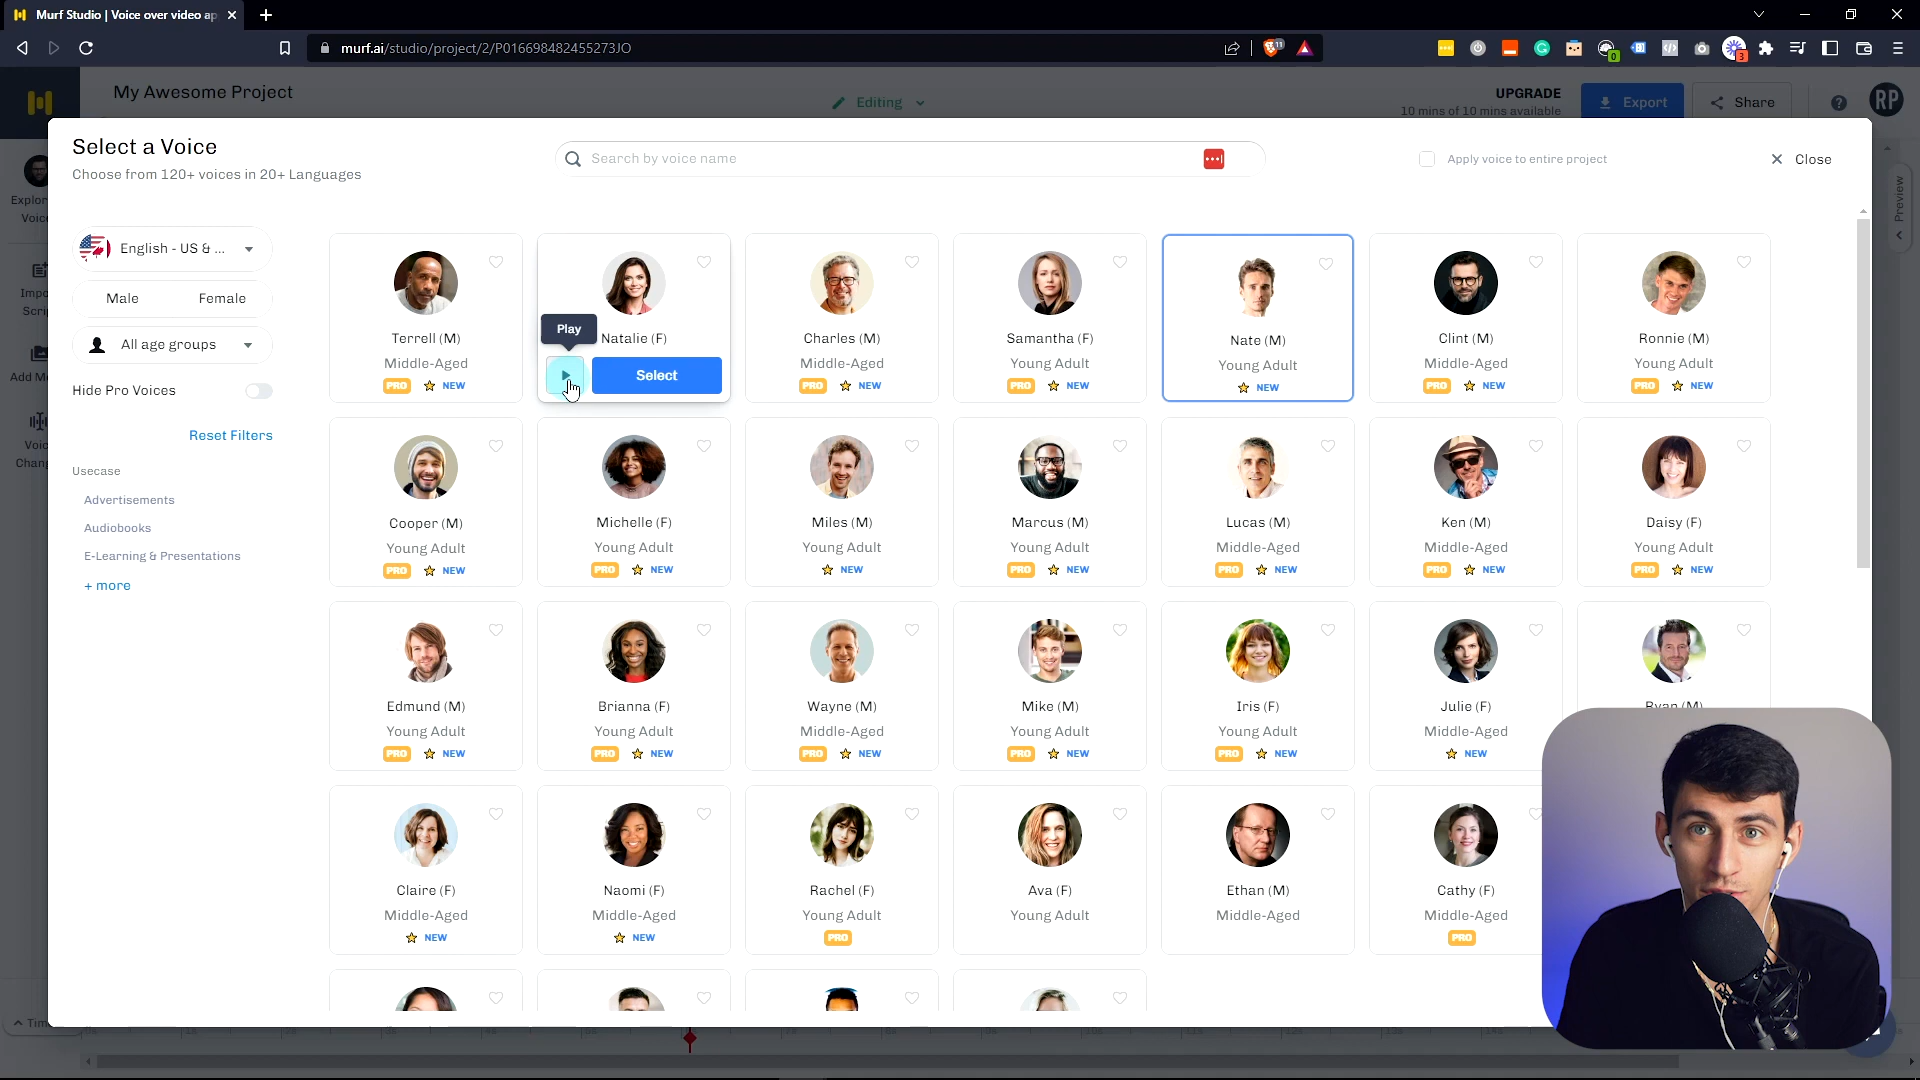 Murf Studio | Voice over video ap
murf.ai/studio/project/2/P016698482455273JO
11
0
3
My Awesome Project
Editing
UPGRADE
10 mins of 10 mins available
Export
Share
RP
Select a Voice
Choose from 120+ voices in 20+ Languages
Search by voice name
Apply voice to entire project
Close
Preview
English - US & ...
Male
Female
All age groups
Hide Pro Voices
Reset Filters
Usecase
Advertisements
Audiobooks
E-Learning & Presentations
+ more
Terrell (M)
Middle-Aged
PRO NEW
Play
Natalie (F)
Select
Charles (M)
Middle-Aged
PRO NEW
Samantha (F)
Young Adult
PRO NEW
Nate (M)
Young Adult
NEW
Clint (M)
Middle-Aged
PRO NEW
Ronnie (M)
Young Adult
PRO NEW
Cooper (M)
Young Adult
PRO NEW
Michelle (F)
Young Adult
PRO NEW
Miles (M)
Young Adult
NEW
Marcus (M)
Young Adult
PRO NEW
Lucas (M)
Middle-Aged
PRO NEW
Ken (M)
Middle-Aged
PRO NEW
Daisy (F)
Young Adult
PRO NEW
Edmund (M)
Young Adult
PRO NEW
Brianna (F)
Young Adult
PRO NEW
Wayne (M)
Middle-Aged
PRO NEW
Mike (M)
Young Adult
PRO NEW
Iris (F)
Young Adult
PRO NEW
Julie (F)
Middle-Aged
NEW
Ryan (M)
Claire (F)
Middle-Aged
NEW
Naomi (F)
Middle-Aged
NEW
Rachel (F)
Young Adult
PRO
Ava (F)
Young Adult
Ethan (M)
Middle-Aged
Cathy (F)
Middle-Aged
PRO